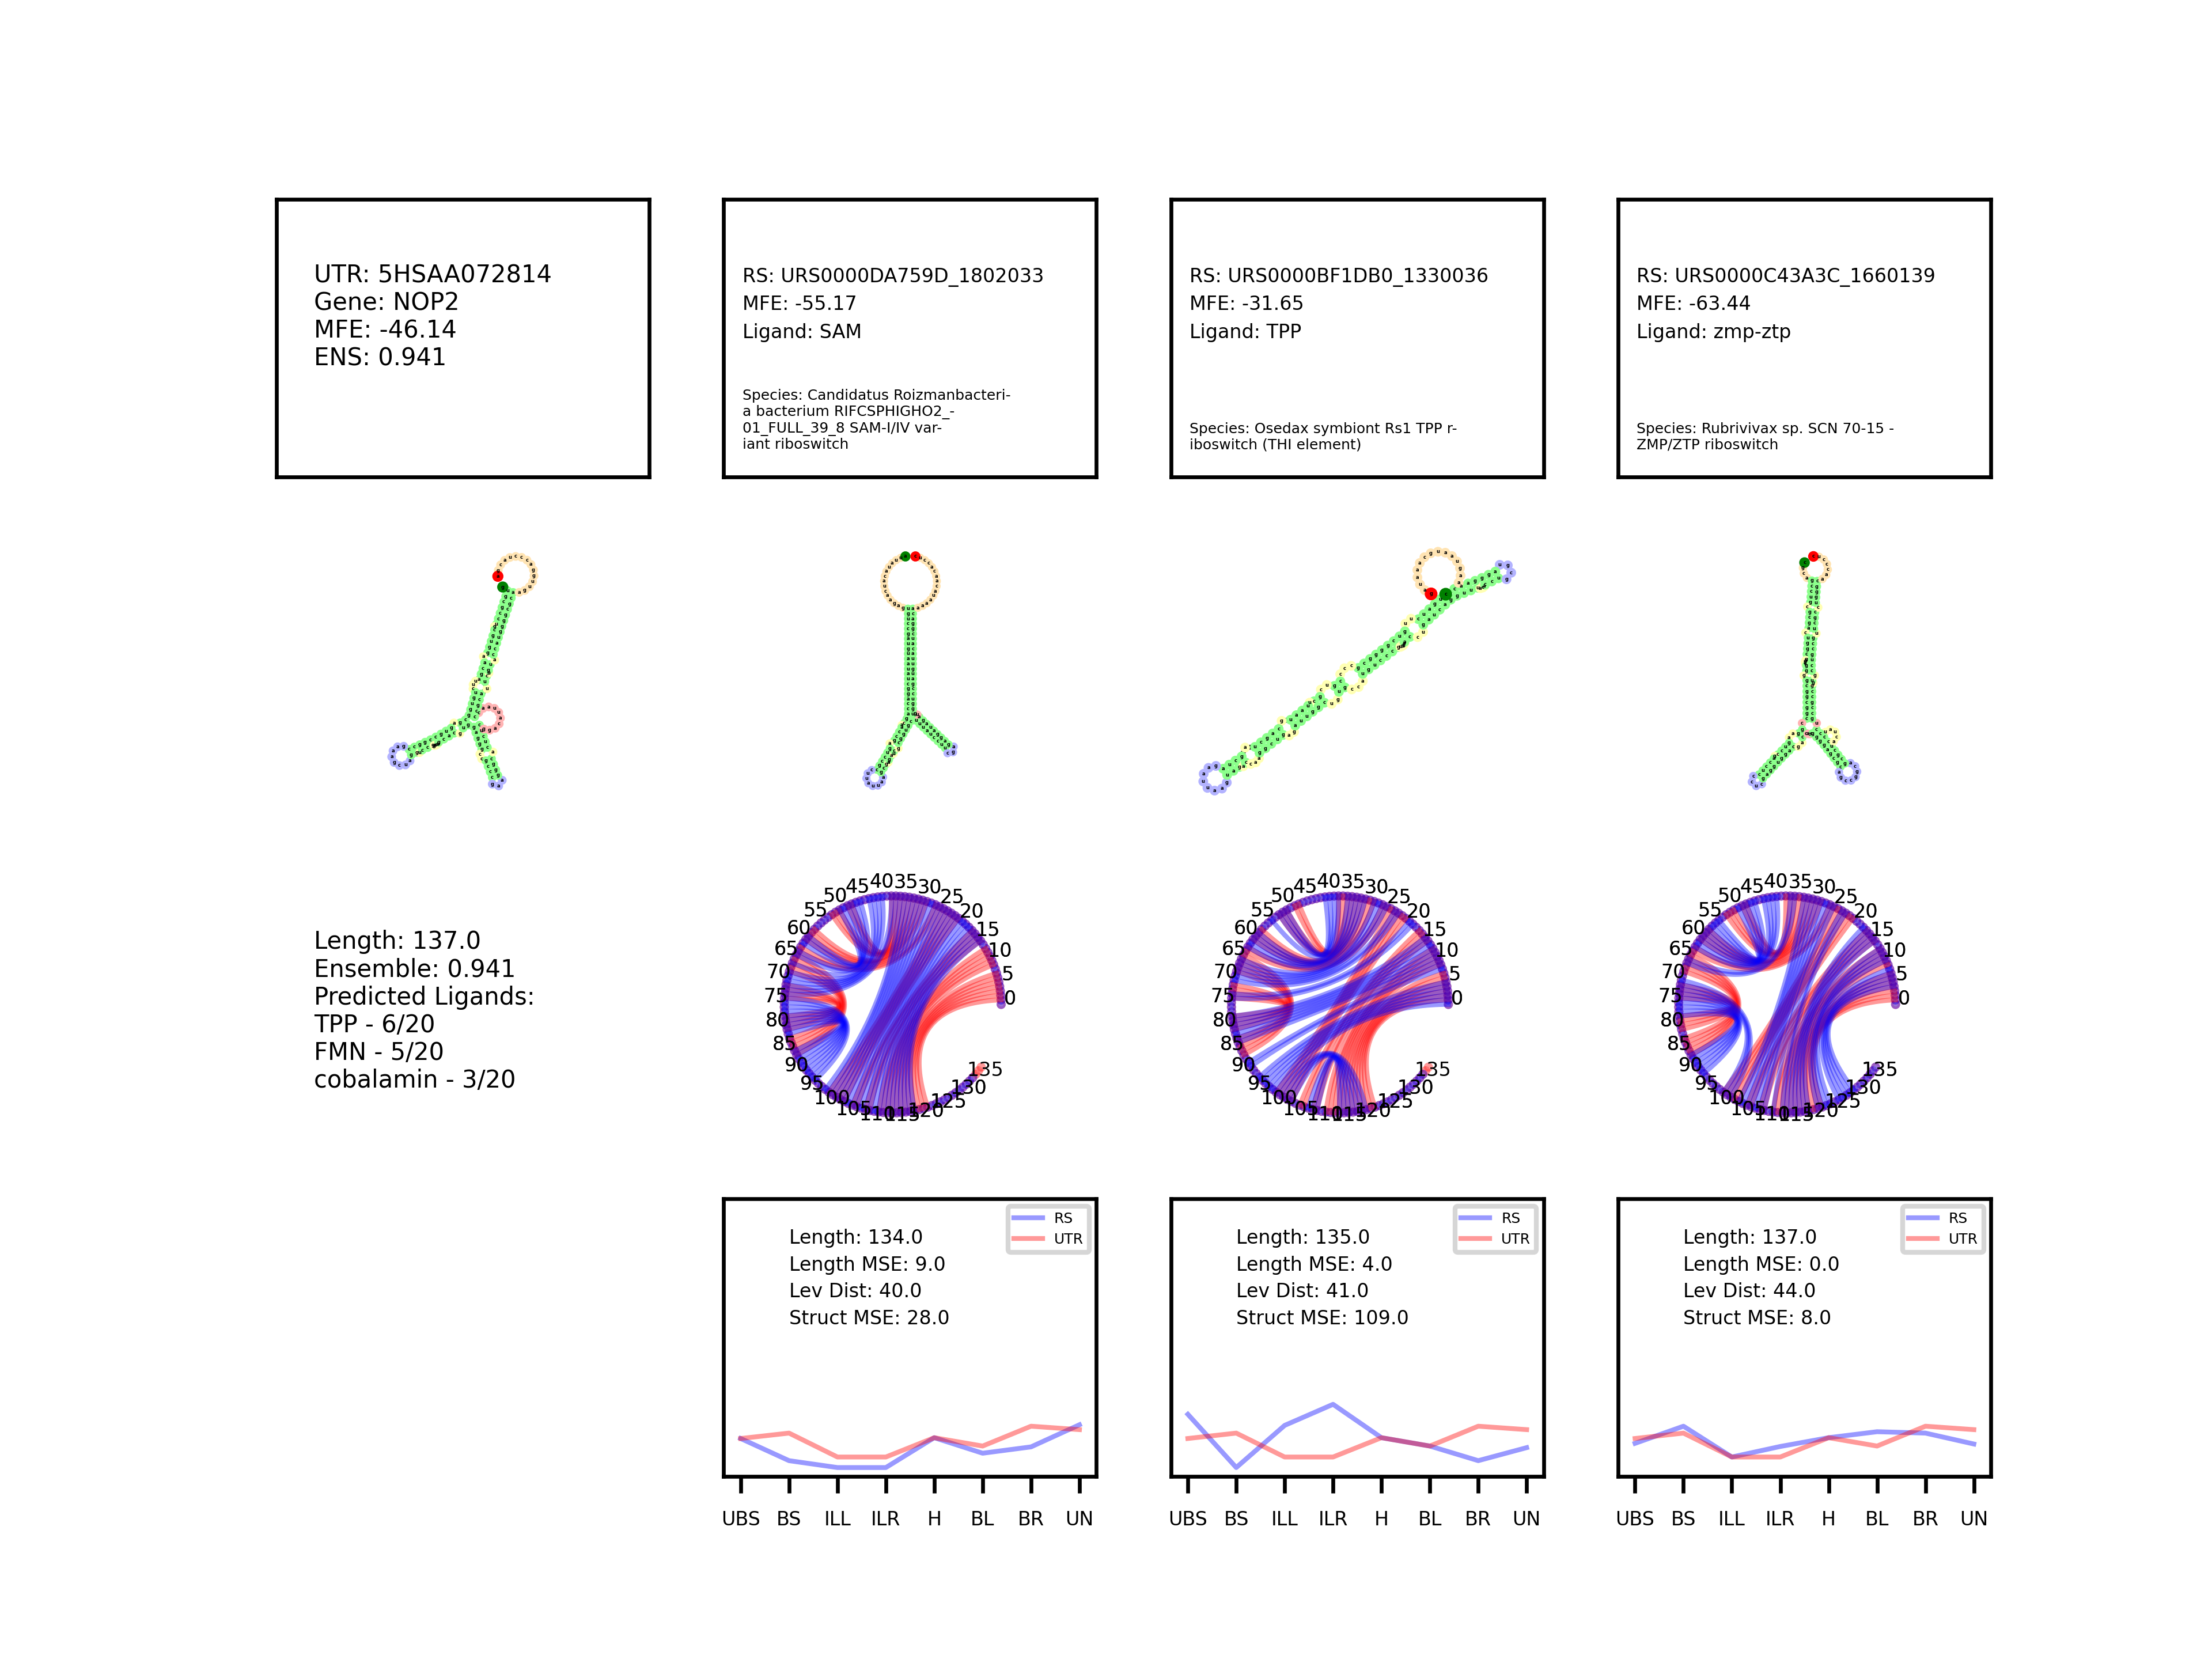 UTR: 5HSAA072814
Gene: NOP2
MFE: -46.14
ENS: 0.941
RS: URS0000DA759D_1802033
MFE: -55.17
Ligand: SAM
Species: Candidatus Roizmanbacteri-
a bacterium RIFCSPHIGHO2_-
01_FULL_39_8 SAM-I/IV var-
iant riboswitch
RS: URS0000BF1DB0_1330036
MFE: -31.65
Ligand: TPP
Species: Osedax symbiont Rs1 TPP r-
iboswitch (THI element)
RS: URS0000C43A3C_1660139
MFE: -63.44
Ligand: zmp-ztp
Species: Rubrivivax sp. SCN 70-15 -
ZMP/ZTP riboswitch
Length: 137.0
Ensemble: 0.941
Predicted Ligands:
TPP - 6/20
FMN - 5/20
cobalamin - 3/20
0 5 10 15 20 25 30 35 40 45 50 55 60 65 70 75 80 85 90 95 100 105 110 115 120 125 130 135
0 5 10 15 20 25 30 35 40 45 50 55 60 65 70 75 80 85 90 95 100 105 110 115 120 125 130 135
0 5 10 15 20 25 30 35 40 45 50 55 60 65 70 75 80 85 90 95 100 105 110 115 120 125 130 135
RS
UTR
Length: 134.0
Length MSE: 9.0
Lev Dist: 40.0
Struct MSE: 28.0
UBS BS ILL ILR H BL BR UN
RS
UTR
Length: 135.0
Length MSE: 4.0
Lev Dist: 41.0
Struct MSE: 109.0
UBS BS ILL ILR H BL BR UN
RS
UTR
Length: 137.0
Length MSE: 0.0
Lev Dist: 44.0
Struct MSE: 8.0
UBS BS ILL ILR H BL BR UN